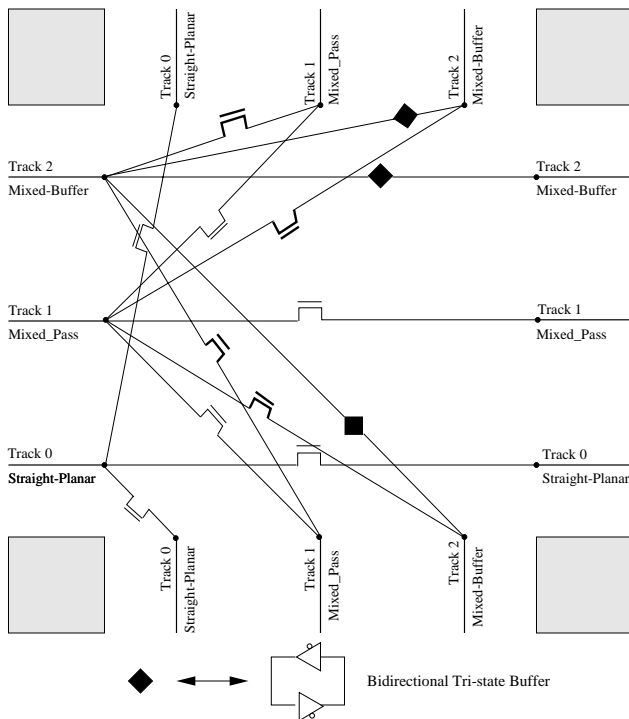 Track 0
Straight-Planar
Track 1
Mixed_Pass
Track 2
Mixed-Buffer
Track 2
Mixed-Buffer
Track 2
Mixed-Buffer
Track 1
Mixed_Pass
Track 1
Mixed_Pass
Track 0
Straight-Planar
Track 0
Straight-Planar
Track 0
Straight-Planar
Track 1
Mixed_Pass
Track 2
Mixed-Buffer
Bidirectional Tri-state Buffer